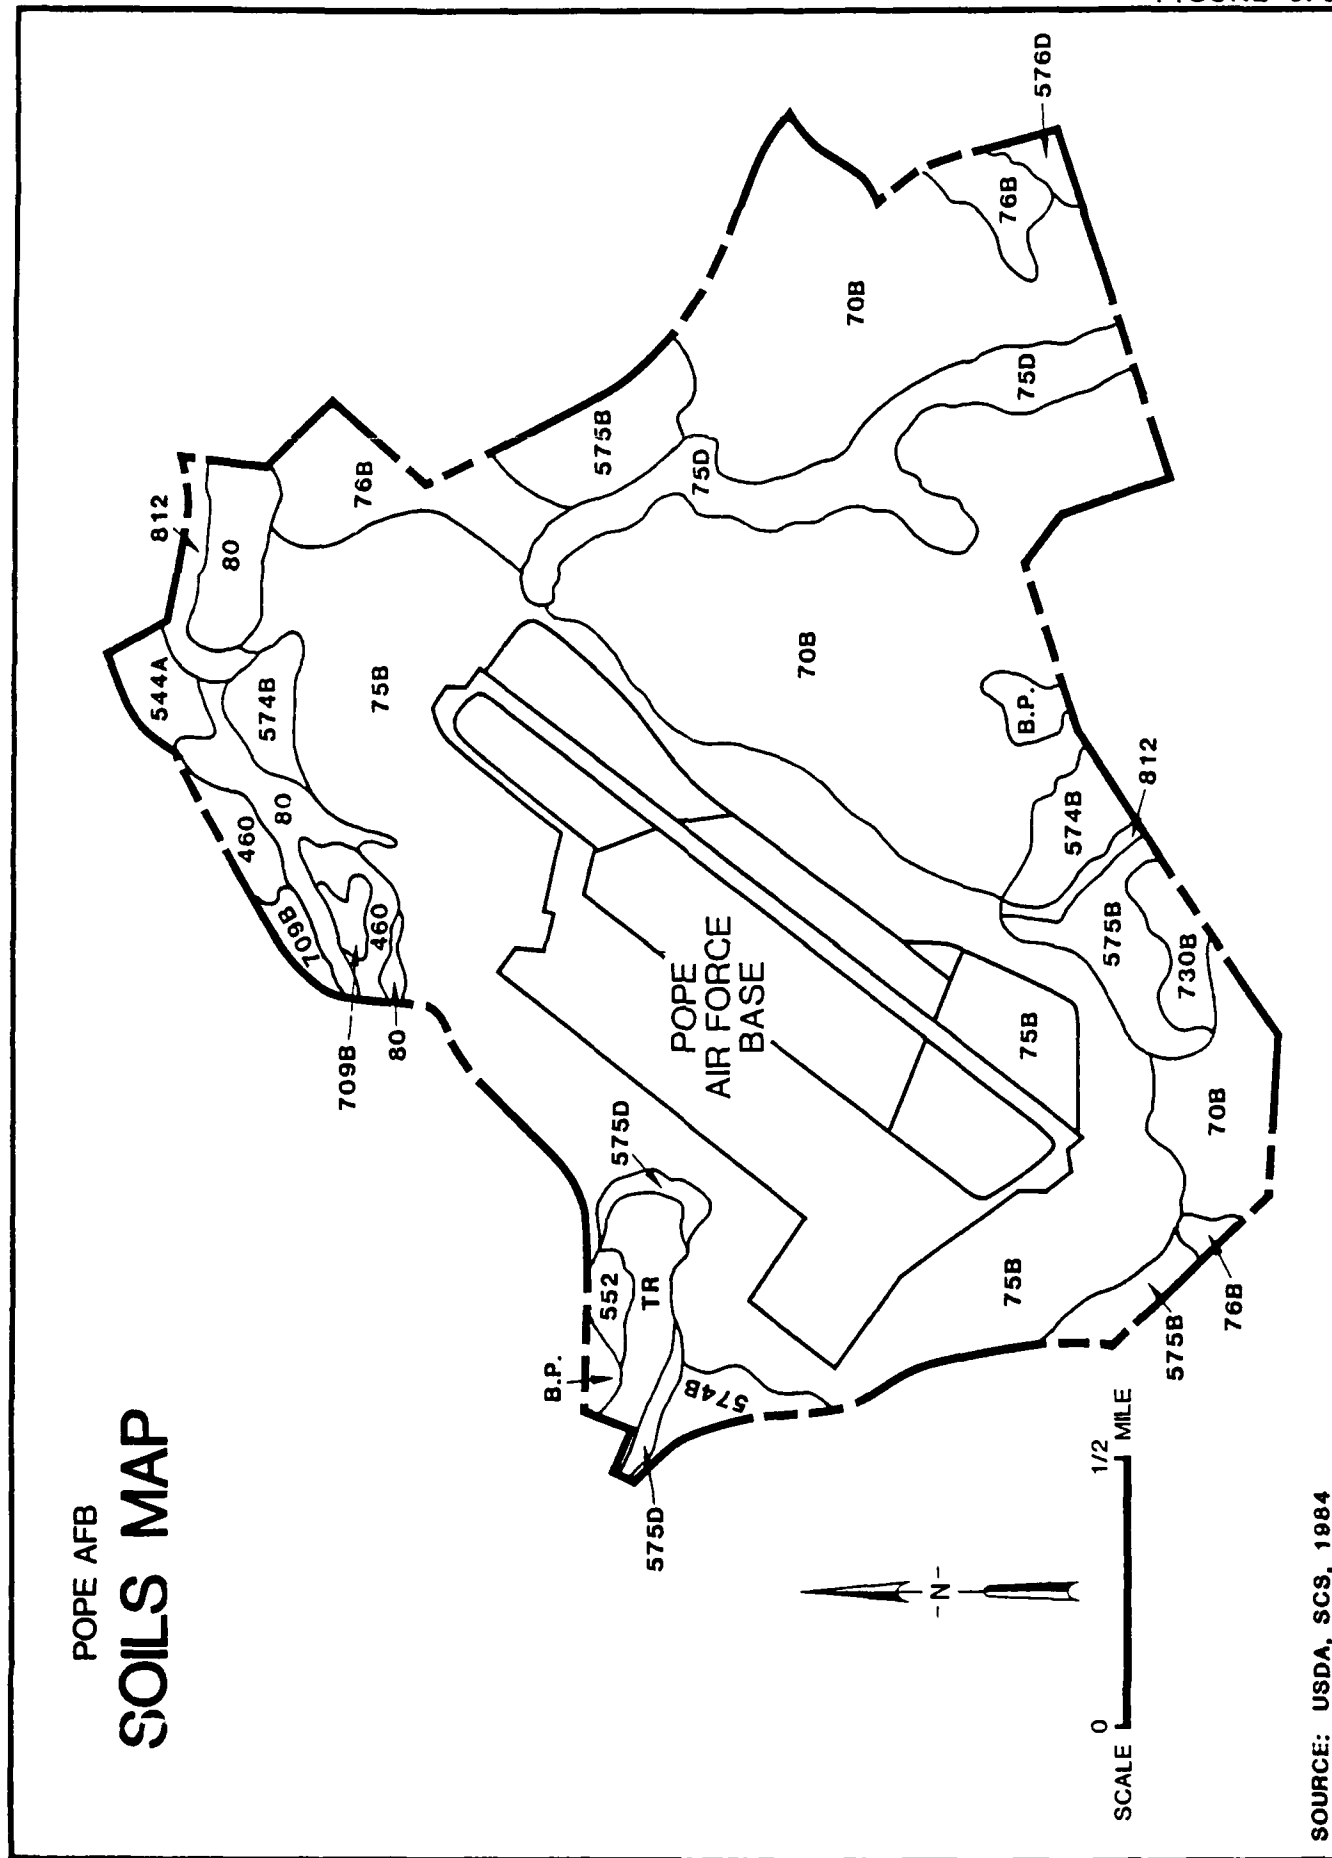 POPE AFB
SOILS MAP
576D
76B
70B
75D
575B
75D
76B
812
80
544A
574B
75B
460
80
709B
460
709B
80
70B
B.P.
812
574B
575B
730B
POPE
AIR FORCE
BASE
75B
70B
575D
552
TR
B.P.
574B
575D
75B
76B
575B
-N-
SCALE 0 1/2 MILE
SOURCE: USDA, SCS, 1984